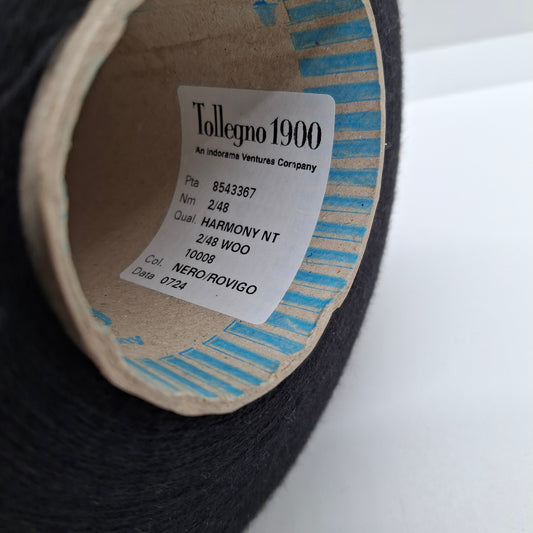 Tollegno 1900
An Indorama Ventures Company
Pta 8543367
Nm 2/48
Qual. HARMONY NT
2/48 WOO
10008
Col. NERO/ROVIGO
Data 0724